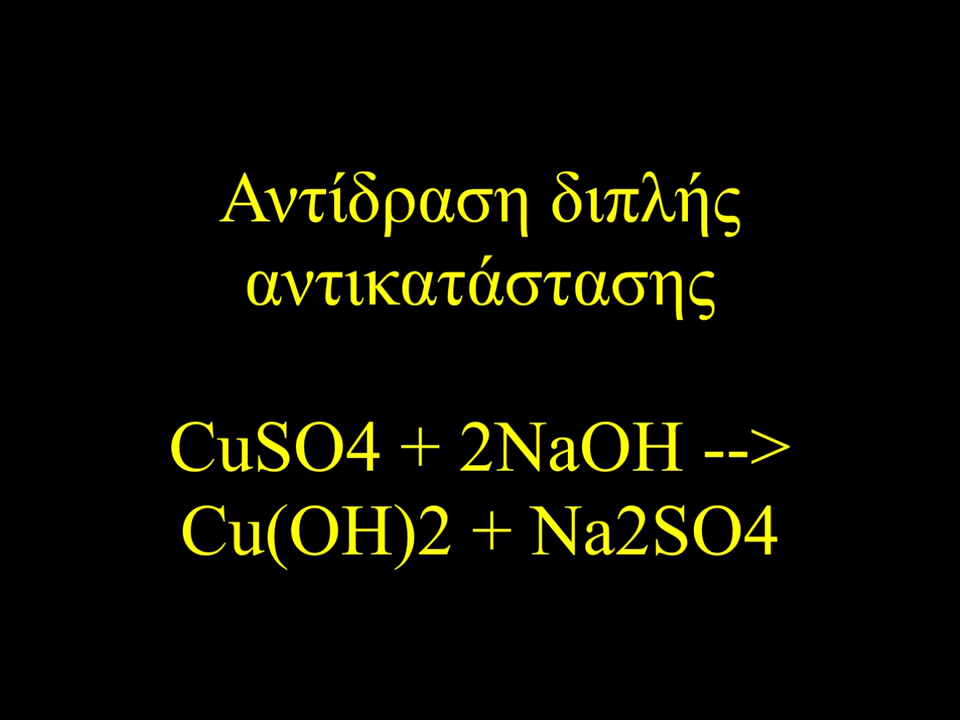 Αντίδραση διπλής
αντικατάστασης
CuSO4 + 2NaOH -->
Cu(OH)2 + Na2SO4